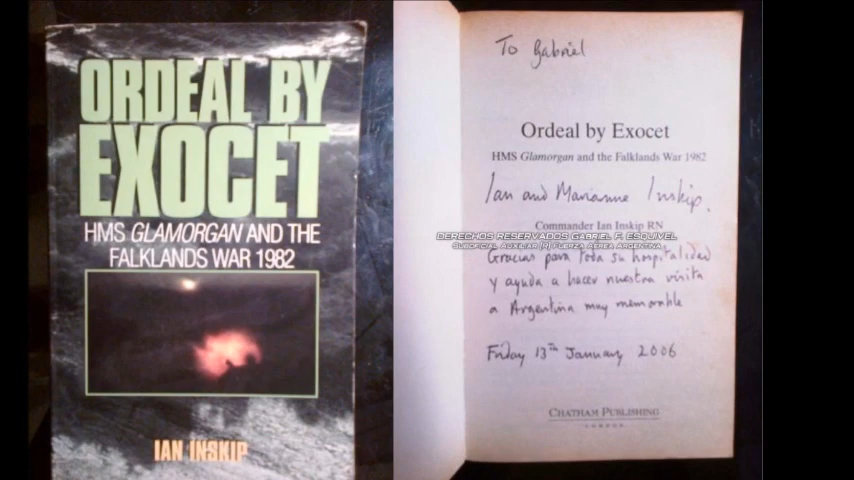 ORDEAL BY
EXOCET
HMS GLAMORGAN AND THE
FALKLANDS WAR 1982
IAN INSKIP
To Gabriel
Ordeal by Exocet
HMS Glamorgan and the Falklands War 1982
Ian and Marianne Inskip.
Commander Ian Inskip RN
DERECHOS RESERVADOS GABRIEL F. ESQUIVEL
SUBOFICIAL AUXILIAR (R) FUERZA AEREA ARGENTINA
Gracias para toda su hospitalidad
y ayuda a hacer nuestra visita
a Argentina muy memorable
Friday 13th January 2006
CHATHAM PUBLISHING
LONDON